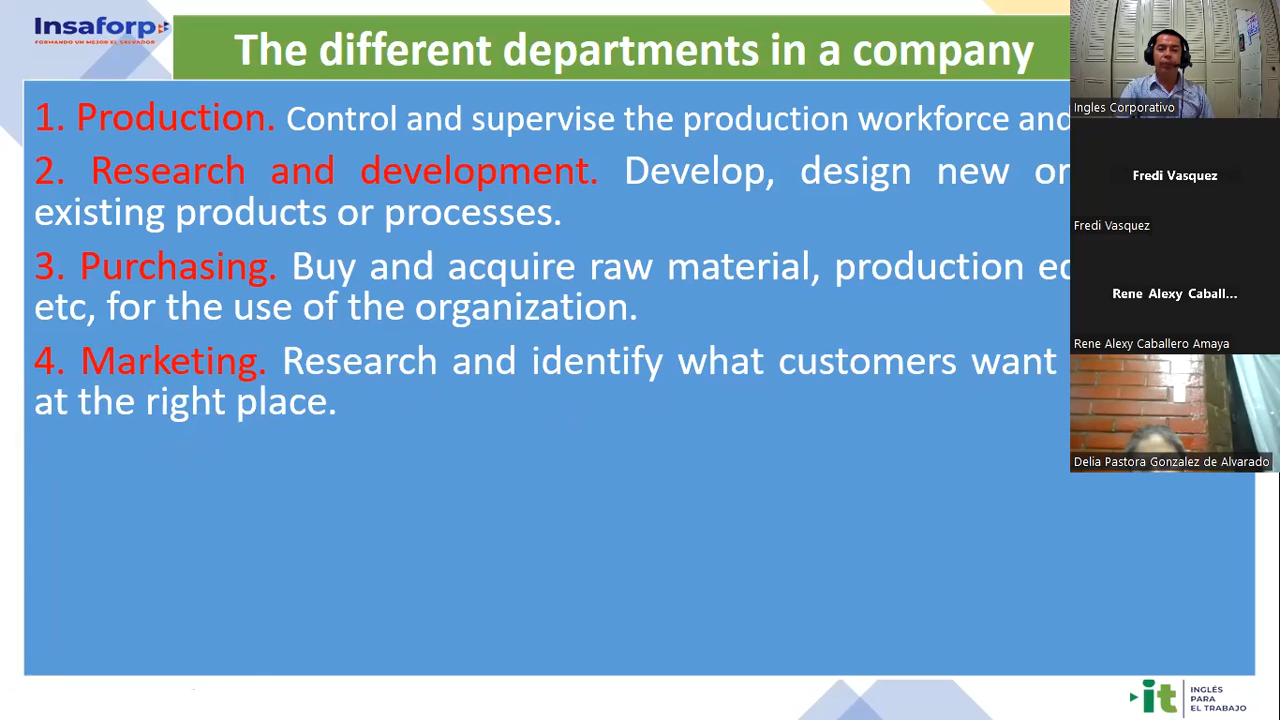 Insaforp
FORMANDO UN MEJOR EL SALVADOR
The different departments in a company
1. Production. Control and supervise the production workforce and
2. Research and development. Develop, design new or
existing products or processes.
3. Purchasing. Buy and acquire raw material, production
etc, for the use of the organization.
4. Marketing. Research and identify what customers want
at the right place.
Ingles Corporativo
Fredi Vasquez
Fredi Vasquez
Rene Alexy Caball...
Rene Alexy Caballero Amaya
Delia Pastora Gonzalez de Alvarado
it
INGLÉS
PARA
EL TRABAJO